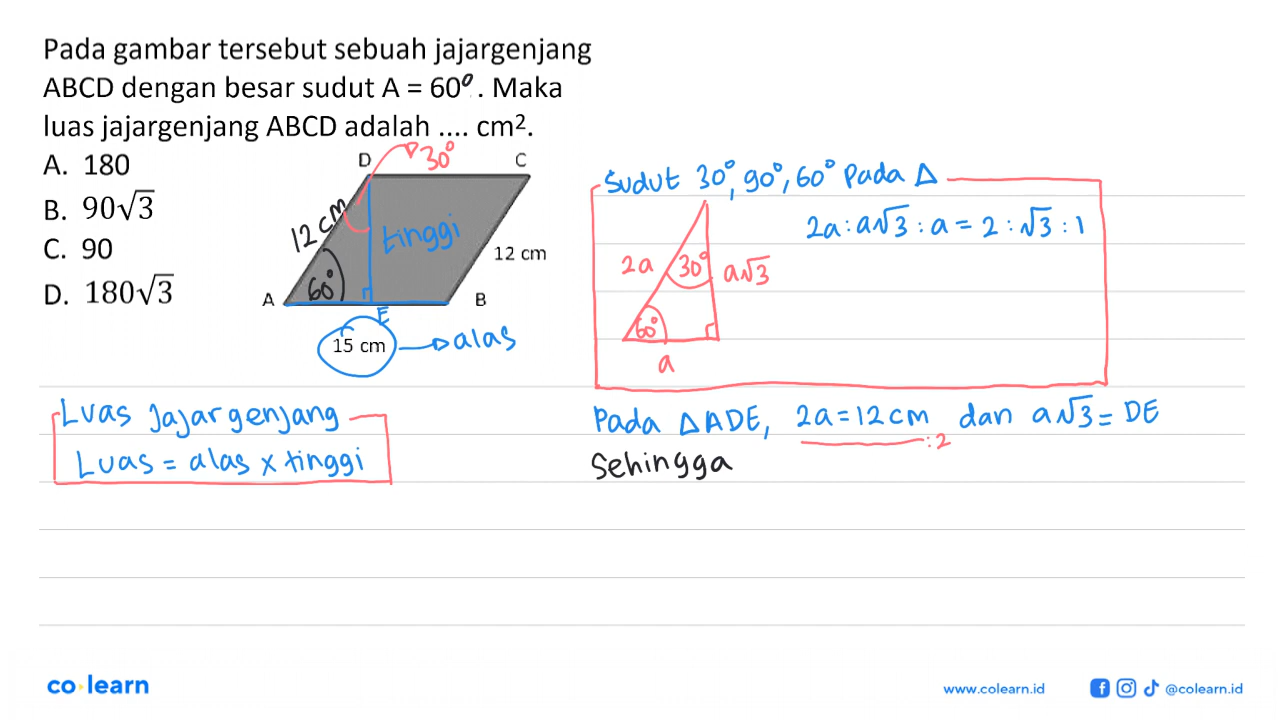 Pada gambar tersebut sebuah jajargenjang
ABCD dengan besar sudut A = 60°. Maka
luas jajargenjang ABCD adalah .... cm².
A. 180
B. 90√3
C. 90
D. 180√3
D
30°
C
12 cm
tinggi
12 cm
60°
A
B
E
15 cm
alas
Sudut 30°, 90°, 60° pada Δ
2a : a√3 : a = 2 : √3 : 1
2a
30°
a√3
60°
a
Luas Jajargenjang
Luas = alas x tinggi
Pada ΔADE, 2a = 12 cm dan a√3 = DE
:2
Sehingga
co learn
www.colearn.id
@colearn.id